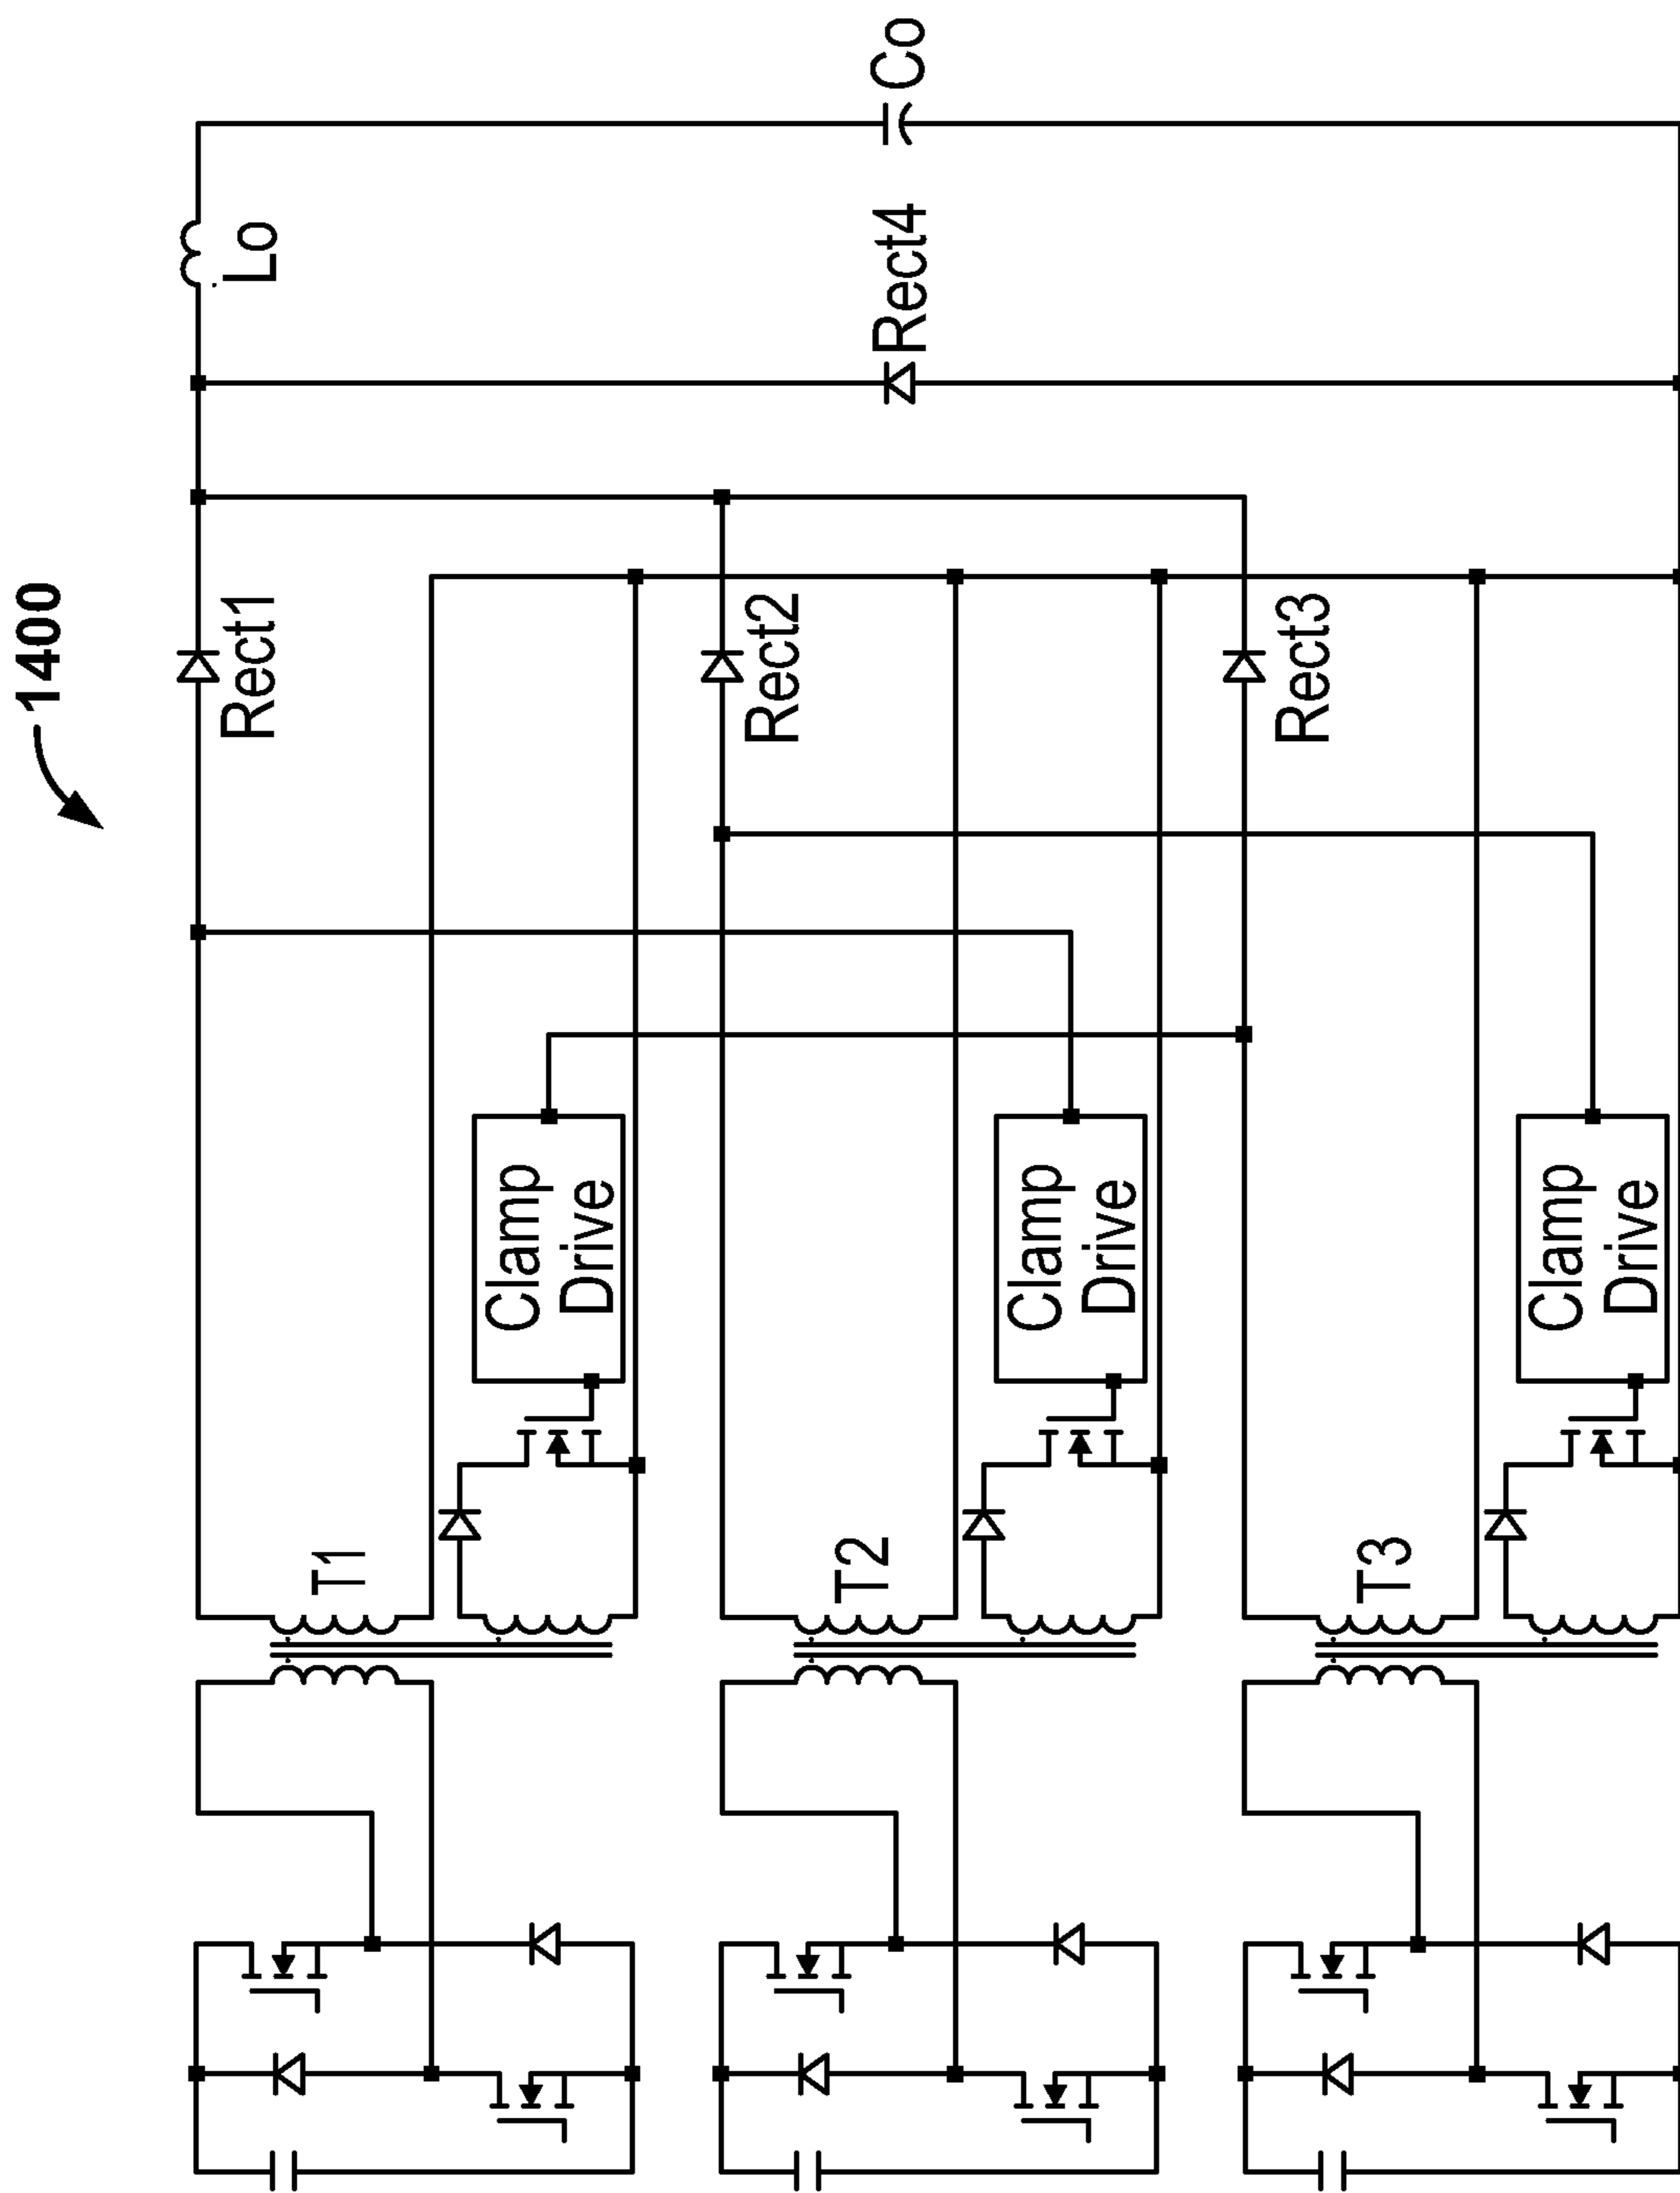 1400
Co
Lo
Rect4
Rect1
Rect2
Rect3
Clamp
Drive
Clamp
Drive
Clamp
Drive
T1
T2
T3